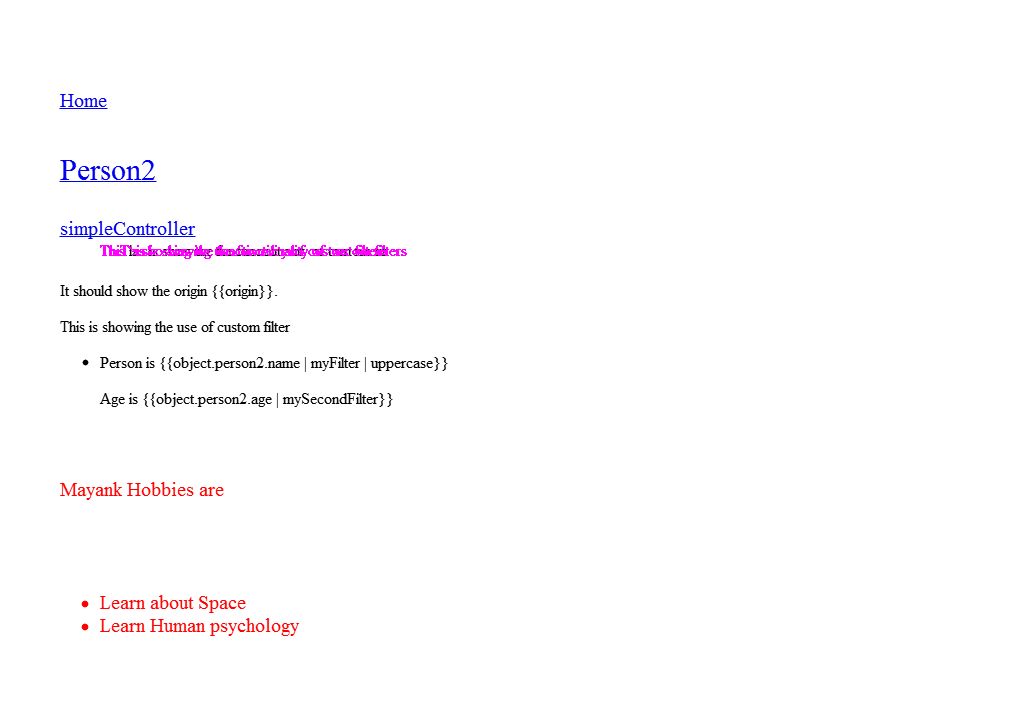 Home
Person2
simpleController
It should show the origin {{origin}}.
This is showing the use of custom filter
Person is {{object.person2.name | myFilter | uppercase}}
Age is {{object.person2.age | mySecondFilter}}
Mayank Hobbies are
Learn about Space
Learn Human psychology